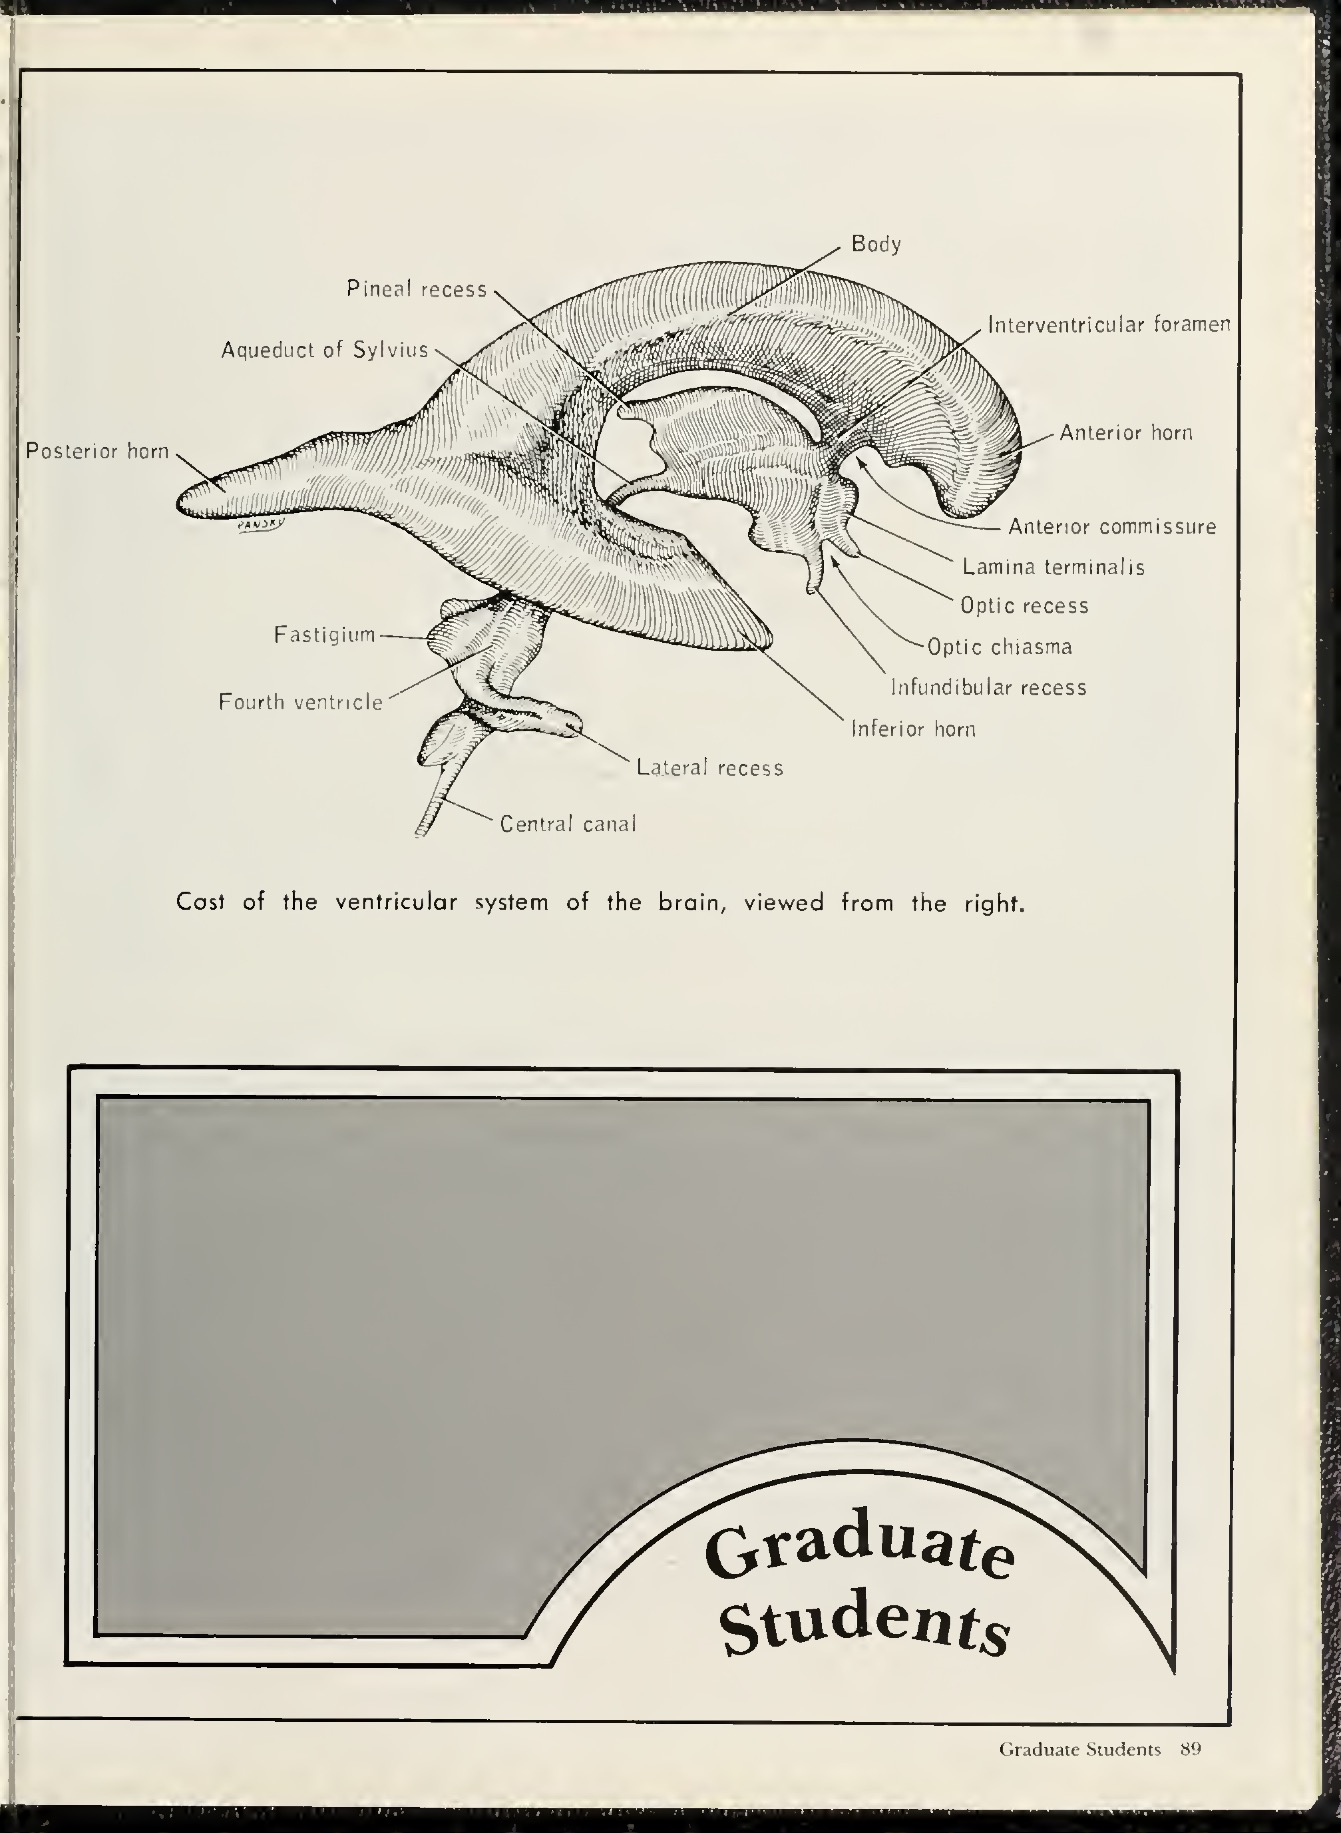 Body
Pineal recess
Interventricular foramen
Aqueduct of Sylvius
Anterior horn
Posterior horn
PANSKY
Anterior commissure
Lamina terminalis
Optic recess
Fastigium
Optic chiasma
Infundibular recess
Fourth ventricle
Inferior horn
Lateral recess
Central canal
Cast of the ventricular system of the brain, viewed from the right.
Graduate
Students
Graduate Students 89